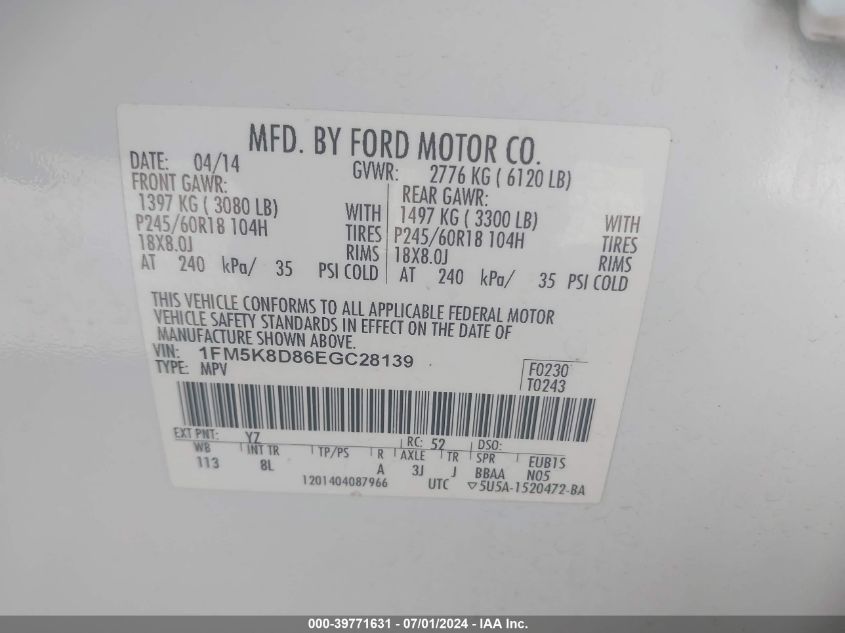 MFD. BY FORD MOTOR CO.
DATE: 04/14 GVWR: 2776 KG ( 6120 LB)
FRONT GAWR: REAR GAWR:
1397 KG ( 3080 LB) WITH 1497 KG ( 3300 LB) WITH
P245/60R18 104H TIRES P245/60R18 104H TIRES
18X8.0J RIMS 18X8.0J RIMS
AT 240 kPa/ 35 PSI COLD AT 240 kPa/ 35 PSI COLD
THIS VEHICLE CONFORMS TO ALL APPLICABLE FEDERAL MOTOR
VEHICLE SAFETY STANDARDS IN EFFECT ON THE DATE OF
MANUFACTURE SHOWN ABOVE.
VIN: 1FM5K8D86EGC28139 F0230
TYPE: MPV T0243
EXT PNT: YZ RC: 52 DSO:
WB INT TR TP/PS R AXLE TR SPR EUB1S
113 8L A 3J J BBAA N05
1201404087966 UTC ▽5U5A-1520472-BA
000-39771631 - 07/01/2024 - IAA Inc.